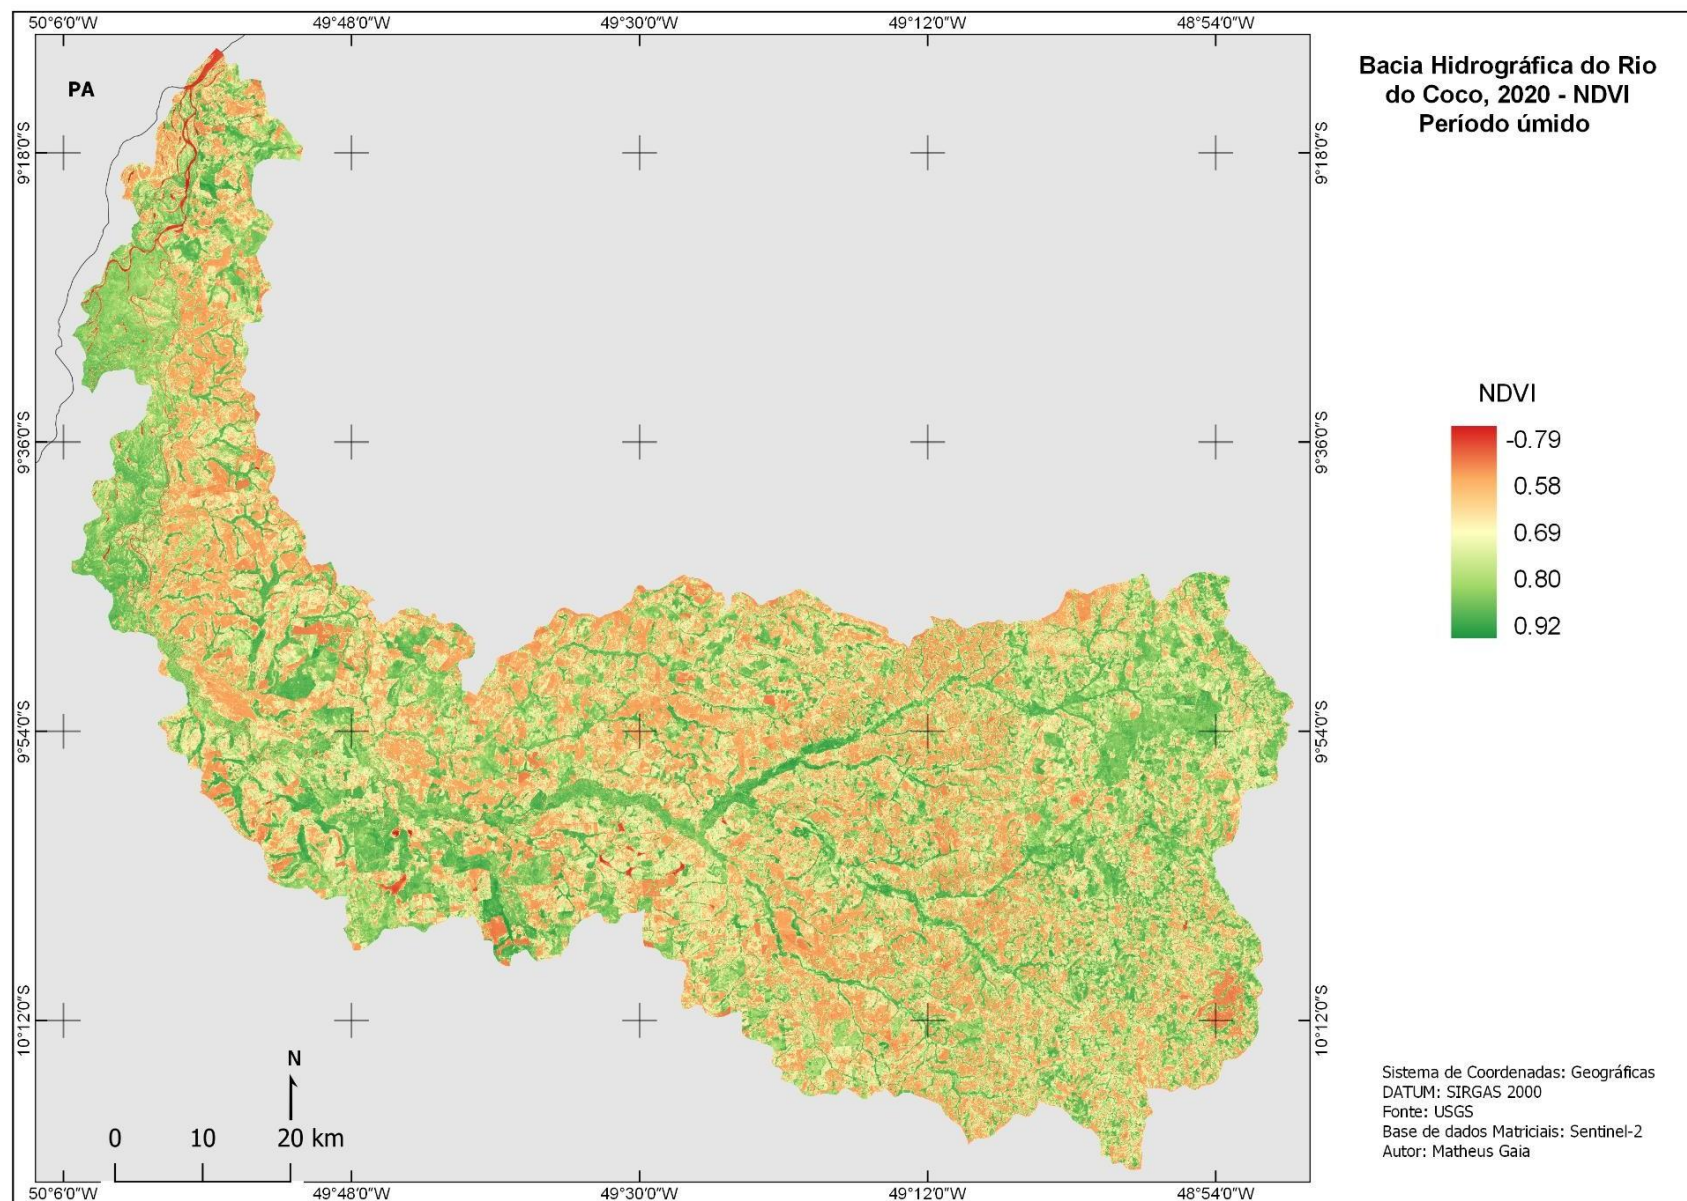 50°6'0"W 49°48'0"W 49°30'0"W 49°12'0"W 48°54'0"W
PA
Bacia Hidrográfica do Rio
do Coco, 2020 - NDVI
Período úmido
9°18'0"S 9°18'0"S
NDVI
-0.79
0.58
0.69
0.80
0.92
9°36'0"S 9°36'0"S
9°54'0"S 9°54'0"S
10°12'0"S 10°12'0"S
N
0 10 20 km
Sistema de Coordenadas: Geográficas
DATUM: SIRGAS 2000
Fonte: USGS
Base de dados Matriciais: Sentinel-2
Autor: Matheus Gaia
50°6'0"W 49°48'0"W 49°30'0"W 49°12'0"W 48°54'0"W